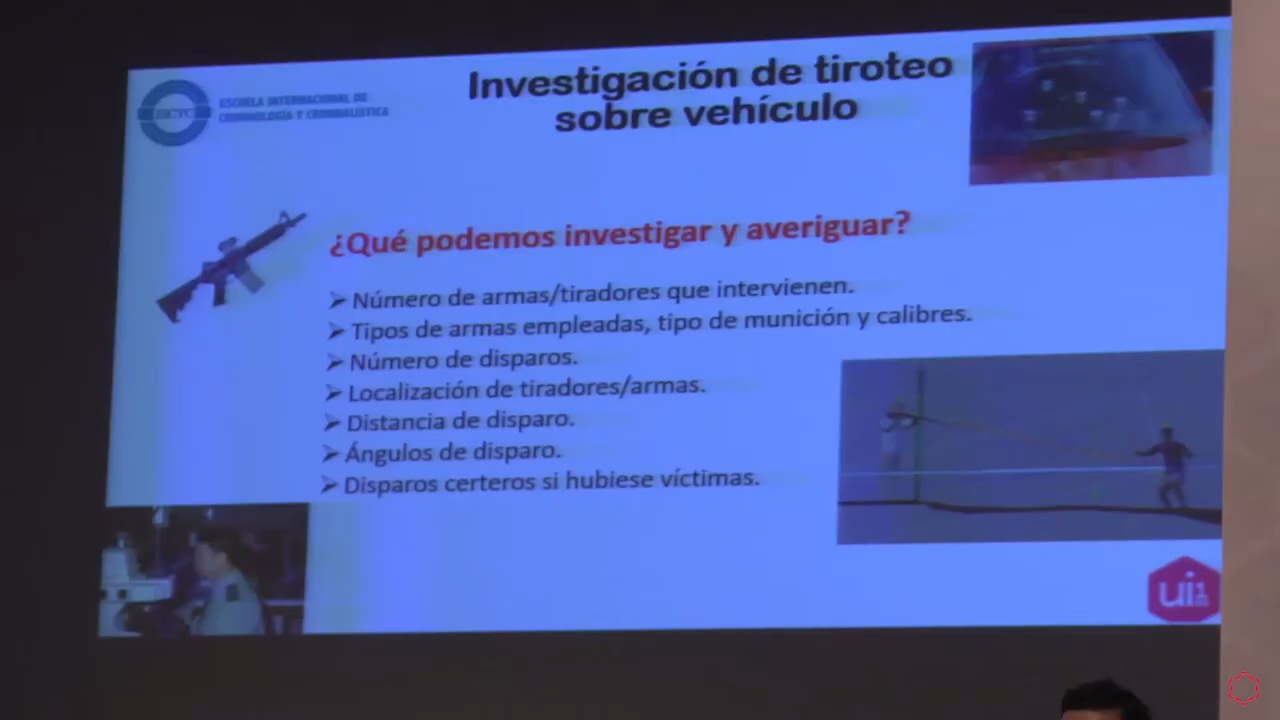 Investigación de tiroteo
sobre vehículo
ESCUELA INTERNACIONAL DE
CRIMINOLOGÍA Y CRIMINALÍSTICA
¿Qué podemos investigar y averiguar?
➢ Número de armas/tiradores que intervienen.
➢ Tipos de armas empleadas, tipo de munición y calibres.
➢ Número de disparos.
➢ Localización de tiradores/armas.
➢ Distancia de disparo.
➢ Ángulos de disparo.
➢ Disparos certeros si hubiese víctimas.
ui1